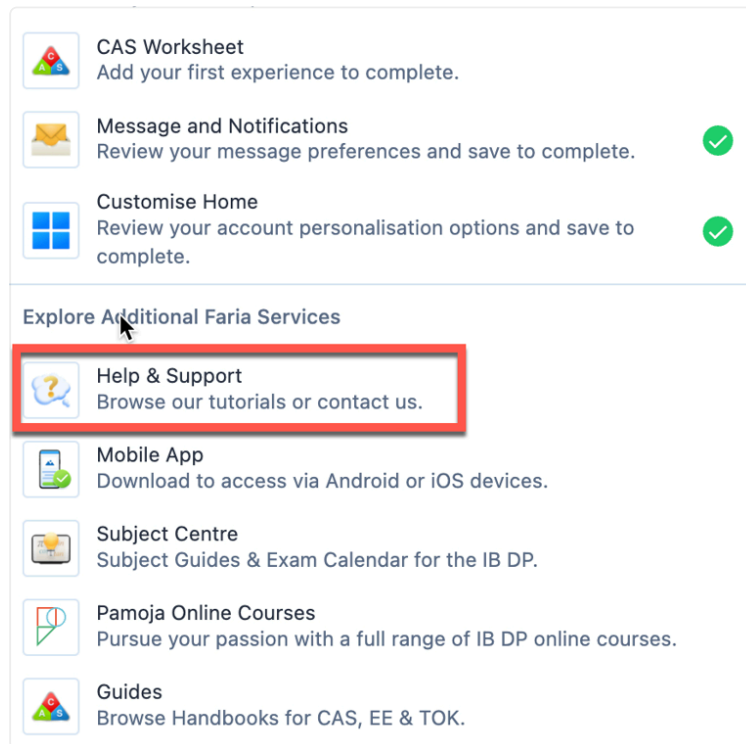 CAS Worksheet
Add your first experience to complete.
Message and Notifications
Review your message preferences and save to complete.
Customise Home
Review your account personalisation options and save to
complete.
Explore Additional Faria Services
Help & Support
Browse our tutorials or contact us.
Mobile App
Download to access via Android or iOS devices.
Subject Centre
Subject Guides & Exam Calendar for the IB DP.
Pamoja Online Courses
Pursue your passion with a full range of IB DP online courses.
Guides
Browse Handbooks for CAS, EE & TOK.